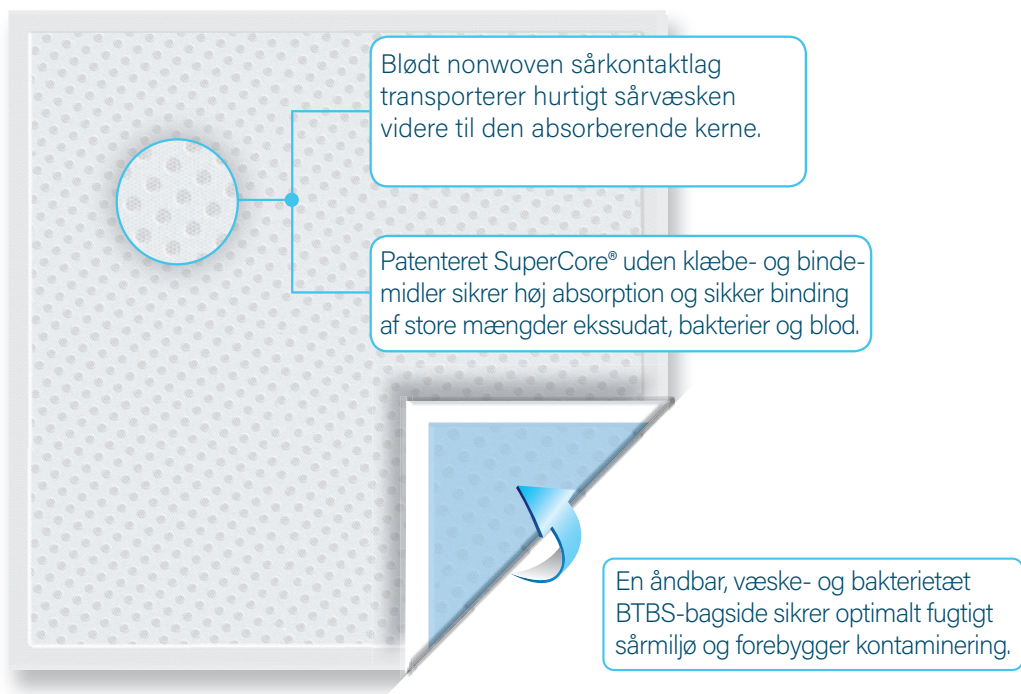 Blødt nonwoven sårkontaktlag
transporterer hurtigt sårvæsken
videre til den absorberende kerne.
Patenteret SuperCore® uden klæbe- og binde-
midler sikrer høj absorption og sikker binding
af store mængder ekssudat, bakterier og blod.
En åndbar, væske- og bakterietæt
BTBS-bagside sikrer optimalt fugtigt
sårmiljø og forebygger kontaminering.